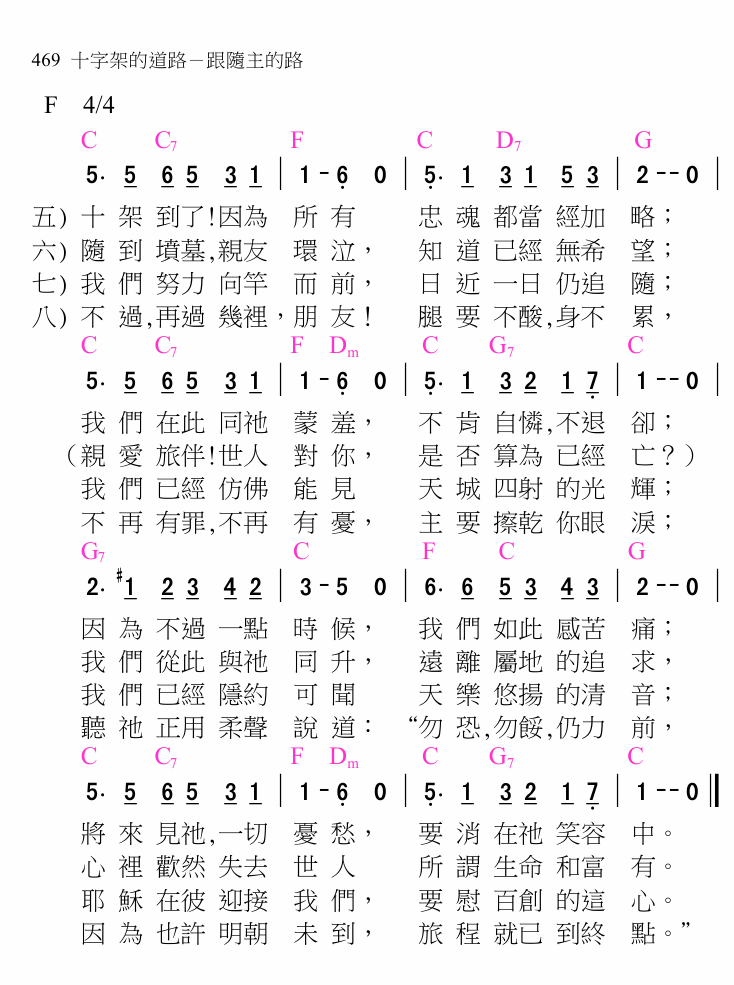 469 十字架的道路－跟隨主的路
F 4/4
C C7 F C D7 G
5· 5 6 5 3 1 | 1 - 6 0 | 5· 1 3 1 5 3 | 2 -- 0 |
五) 十 架 到了!因為 所 有 忠 魂 都當 經加 略；
六) 隨 到 墳墓,親友 環 泣， 知 道 已經 無希 望；
七) 我 們 努力 向竿 而 前， 日 近 一日 仍追 隨；
八) 不 過,再過 幾裡，朋 友！ 腿 要 不酸,身不 累，
C C7 F Dm C G7 C
5· 5 6 5 3 1 | 1 - 6 0 | 5· 1 3 2 1 7 | 1 -- 0 |
我 們 在此 同祂 蒙 羞， 不 肯 自憐,不退 卻；
（親 愛 旅伴!世人 對 你， 是 否 算為 已經 亡？）
我 們 已經 仿佛 能 見 天 城 四射 的光 輝；
不 再 有罪,不再 有 憂， 主 要 擦乾 你眼 淚；
G7 C F C G
2· #1 2 3 4 2 | 3 - 5 0 | 6· 6 5 3 4 3 | 2 -- 0 |
因 為 不過 一點 時 候， 我 們 如此 感苦 痛；
我 們 從此 與祂 同 升， 遠 離 屬地 的追 求，
我 們 已經 隱約 可 聞 天 樂 悠揚 的清 音；
聽 祂 正用 柔聲 說 道： “勿 恐,勿餒,仍力 前，
C C7 F Dm C G7 C
5· 5 6 5 3 1 | 1 - 6 0 | 5· 1 3 2 1 7 | 1 -- 0 ‖
將 來 見祂,一切 憂 愁， 要 消 在祂 笑容 中。
心 裡 歡然 失去 世 人 所 謂 生命 和富 有。
耶 穌 在彼 迎接 我 們， 要 慰 百創 的這 心。
因 為 也許 明朝 未 到， 旅 程 就已 到終 點。”